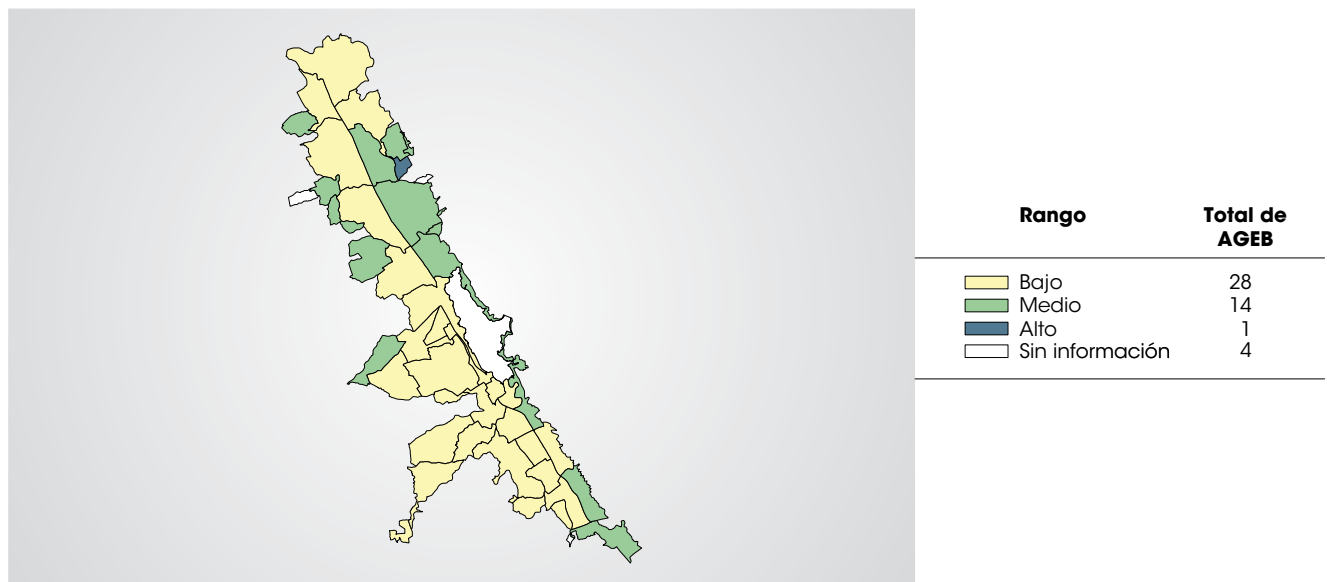 Rango Total de
AGEB
Bajo 28
Medio 14
Alto 1
Sin información 4